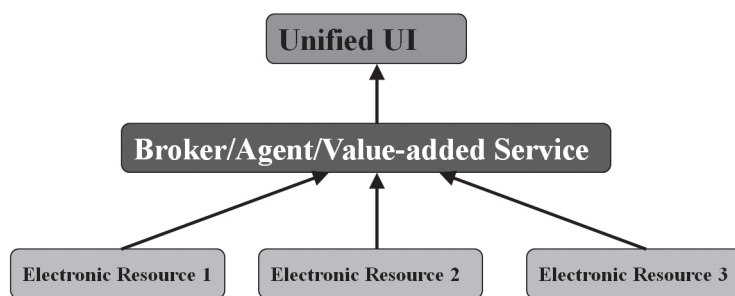 Unified UI
Broker/Agent/Value-added Service
Electronic Resource 1
Electronic Resource 2
Electronic Resource 3